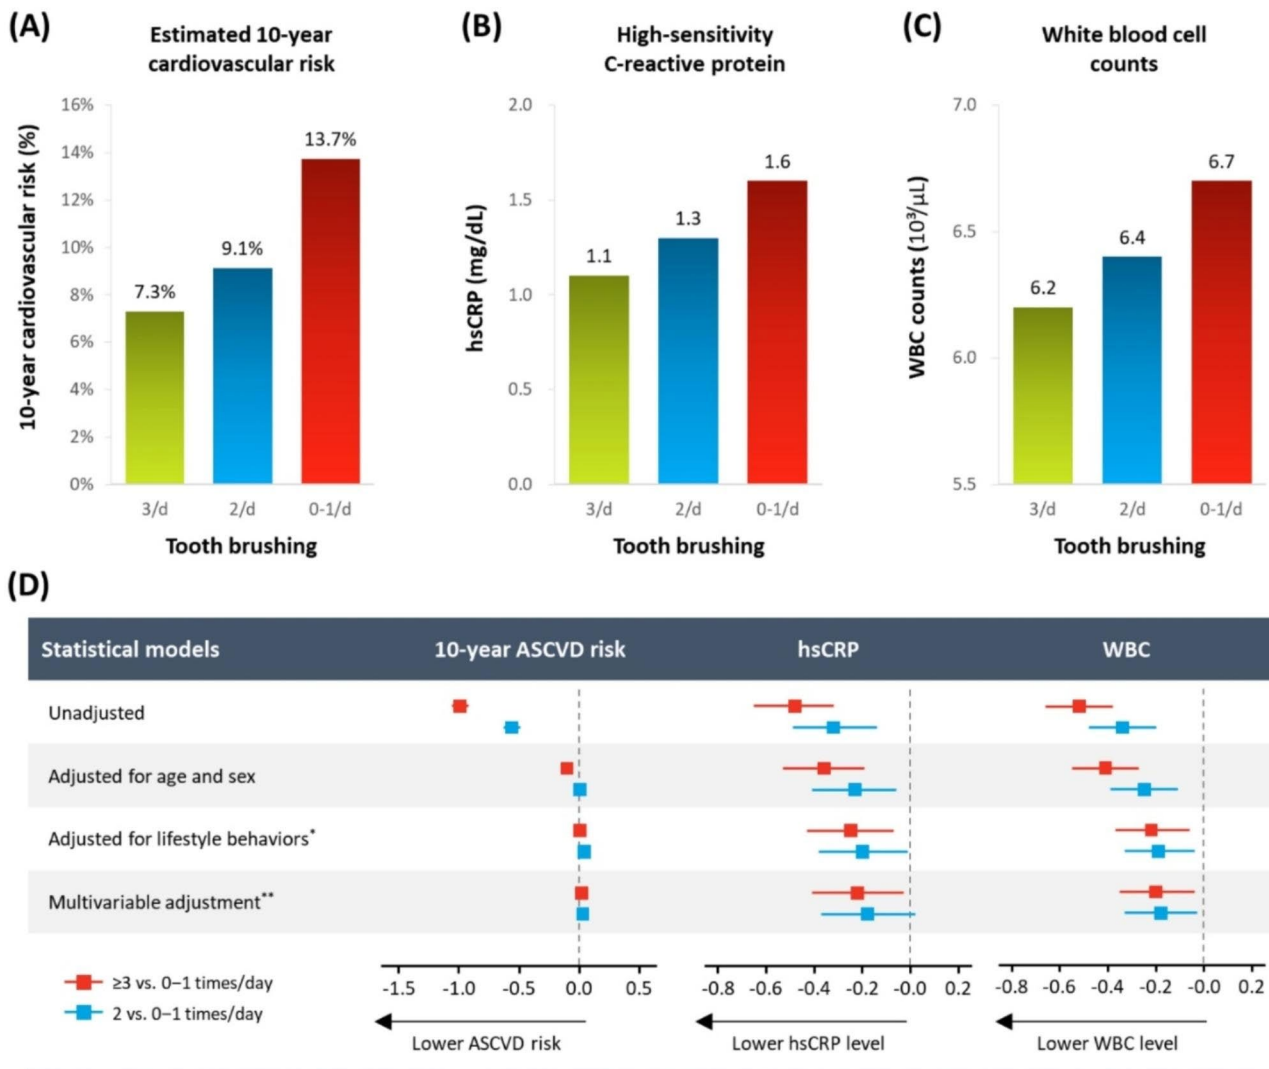 (A)
Estimated 10-year
cardiovascular risk
10-year cardiovascular risk (%)
16%
14%
12%
10%
8%
6%
4%
2%
0%
7.3%
9.1%
13.7%
3/d
2/d
0-1/d
Tooth brushing
(B)
High-sensitivity
C-reactive protein
hsCRP (mg/dL)
2.0
1.5
1.0
0.5
0.0
1.1
1.3
1.6
3/d
2/d
0-1/d
Tooth brushing
(C)
White blood cell
counts
WBC counts (10³/μL)
7.0
6.5
6.0
5.5
6.2
6.4
6.7
3/d
2/d
0-1/d
Tooth brushing
(D)
Statistical models 10-year ASCVD risk hsCRP WBC
Unadjusted
Adjusted for age and sex
Adjusted for lifestyle behaviors*
Multivariable adjustment**
≥3 vs. 0–1 times/day
2 vs. 0–1 times/day
-1.5 -1.0 -0.5 0.0 0.5
Lower ASCVD risk
-0.8 -0.6 -0.4 -0.2 -0.0 0.2
Lower hsCRP level
-0.8 -0.6 -0.4 -0.2 -0.0 0.2
Lower WBC level